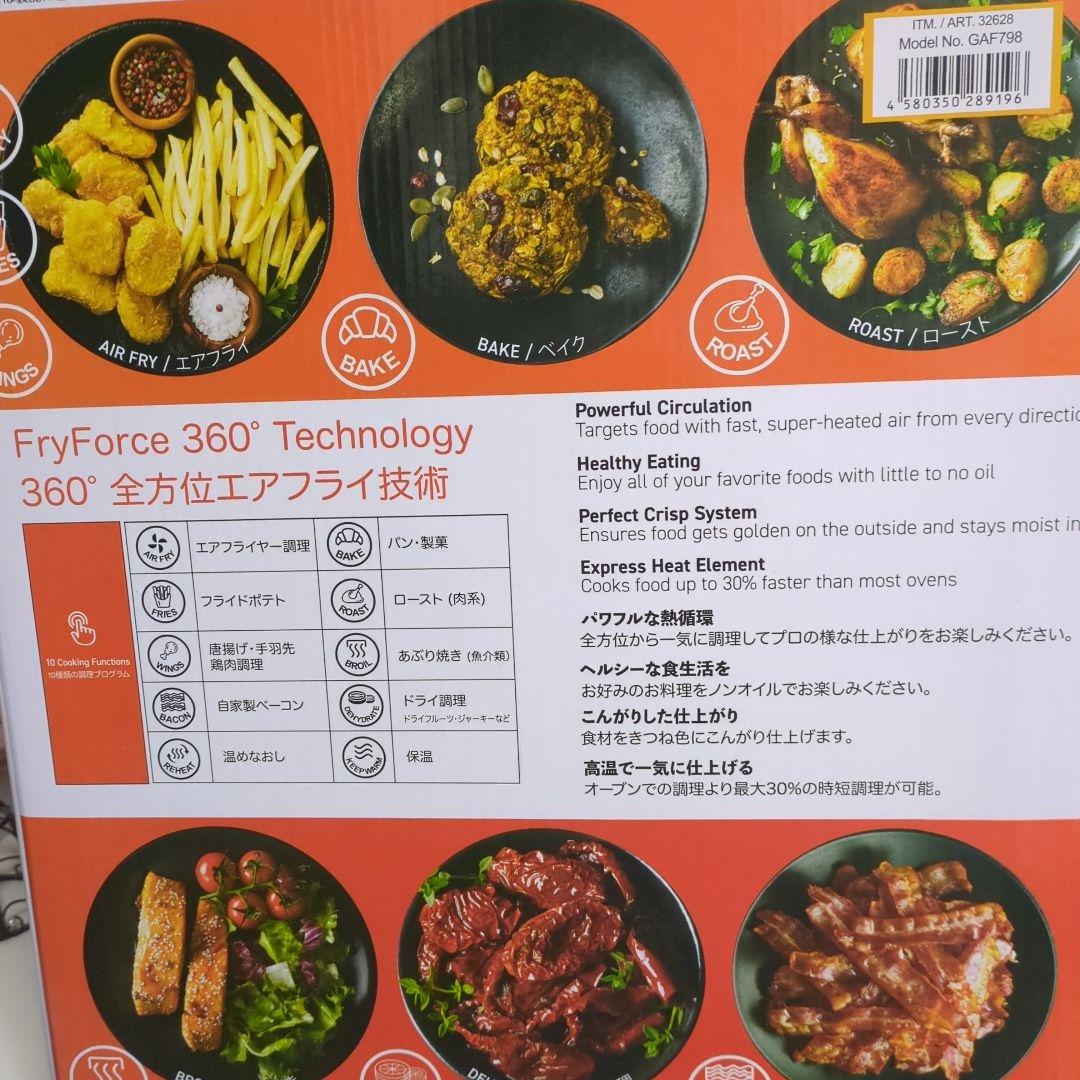 ITM. / ART. 32628
Model No. GAF798
4 580350 289196
AIR FRY / エアフライ
BAKE
BAKE / ベイク
ROAST
ROAST / ロースト
FryForce 360° Technology
360° 全方位エアフライ技術
10 Cooking Functions
10種類の調理プログラム
AIR FRY
エアフライヤー調理
BAKE
パン・製菓
FRIES
フライドポテト
ROAST
ロースト (肉系)
WINGS
唐揚げ・手羽先
鶏肉調理
BROIL
あぶり焼き (魚介類)
BACON
自家製ベーコン
DEHYDRATE
ドライ調理
ドライフルーツ・ジャーキーなど
REHEAT
温めなおし
KEEP WARM
保温
Powerful Circulation
Targets food with fast, super-heated air from every
Healthy Eating
Enjoy all of your favorite foods with little to no oil
Perfect Crisp System
Ensures food gets golden on the outside and stays moist
Express Heat Element
Cooks food up to 30% faster than most ovens
パワフルな熱循環
全方位から一気に調理してプロの様な仕上がりをお楽しみください。
ヘルシーな食生活を
お好みのお料理をノンオイルでお楽しみください。
こんがりした仕上がり
食材をきつね色にこんがり仕上げます。
高温で一気に仕上げる
オーブンでの調理より最大30%の時短調理が可能。